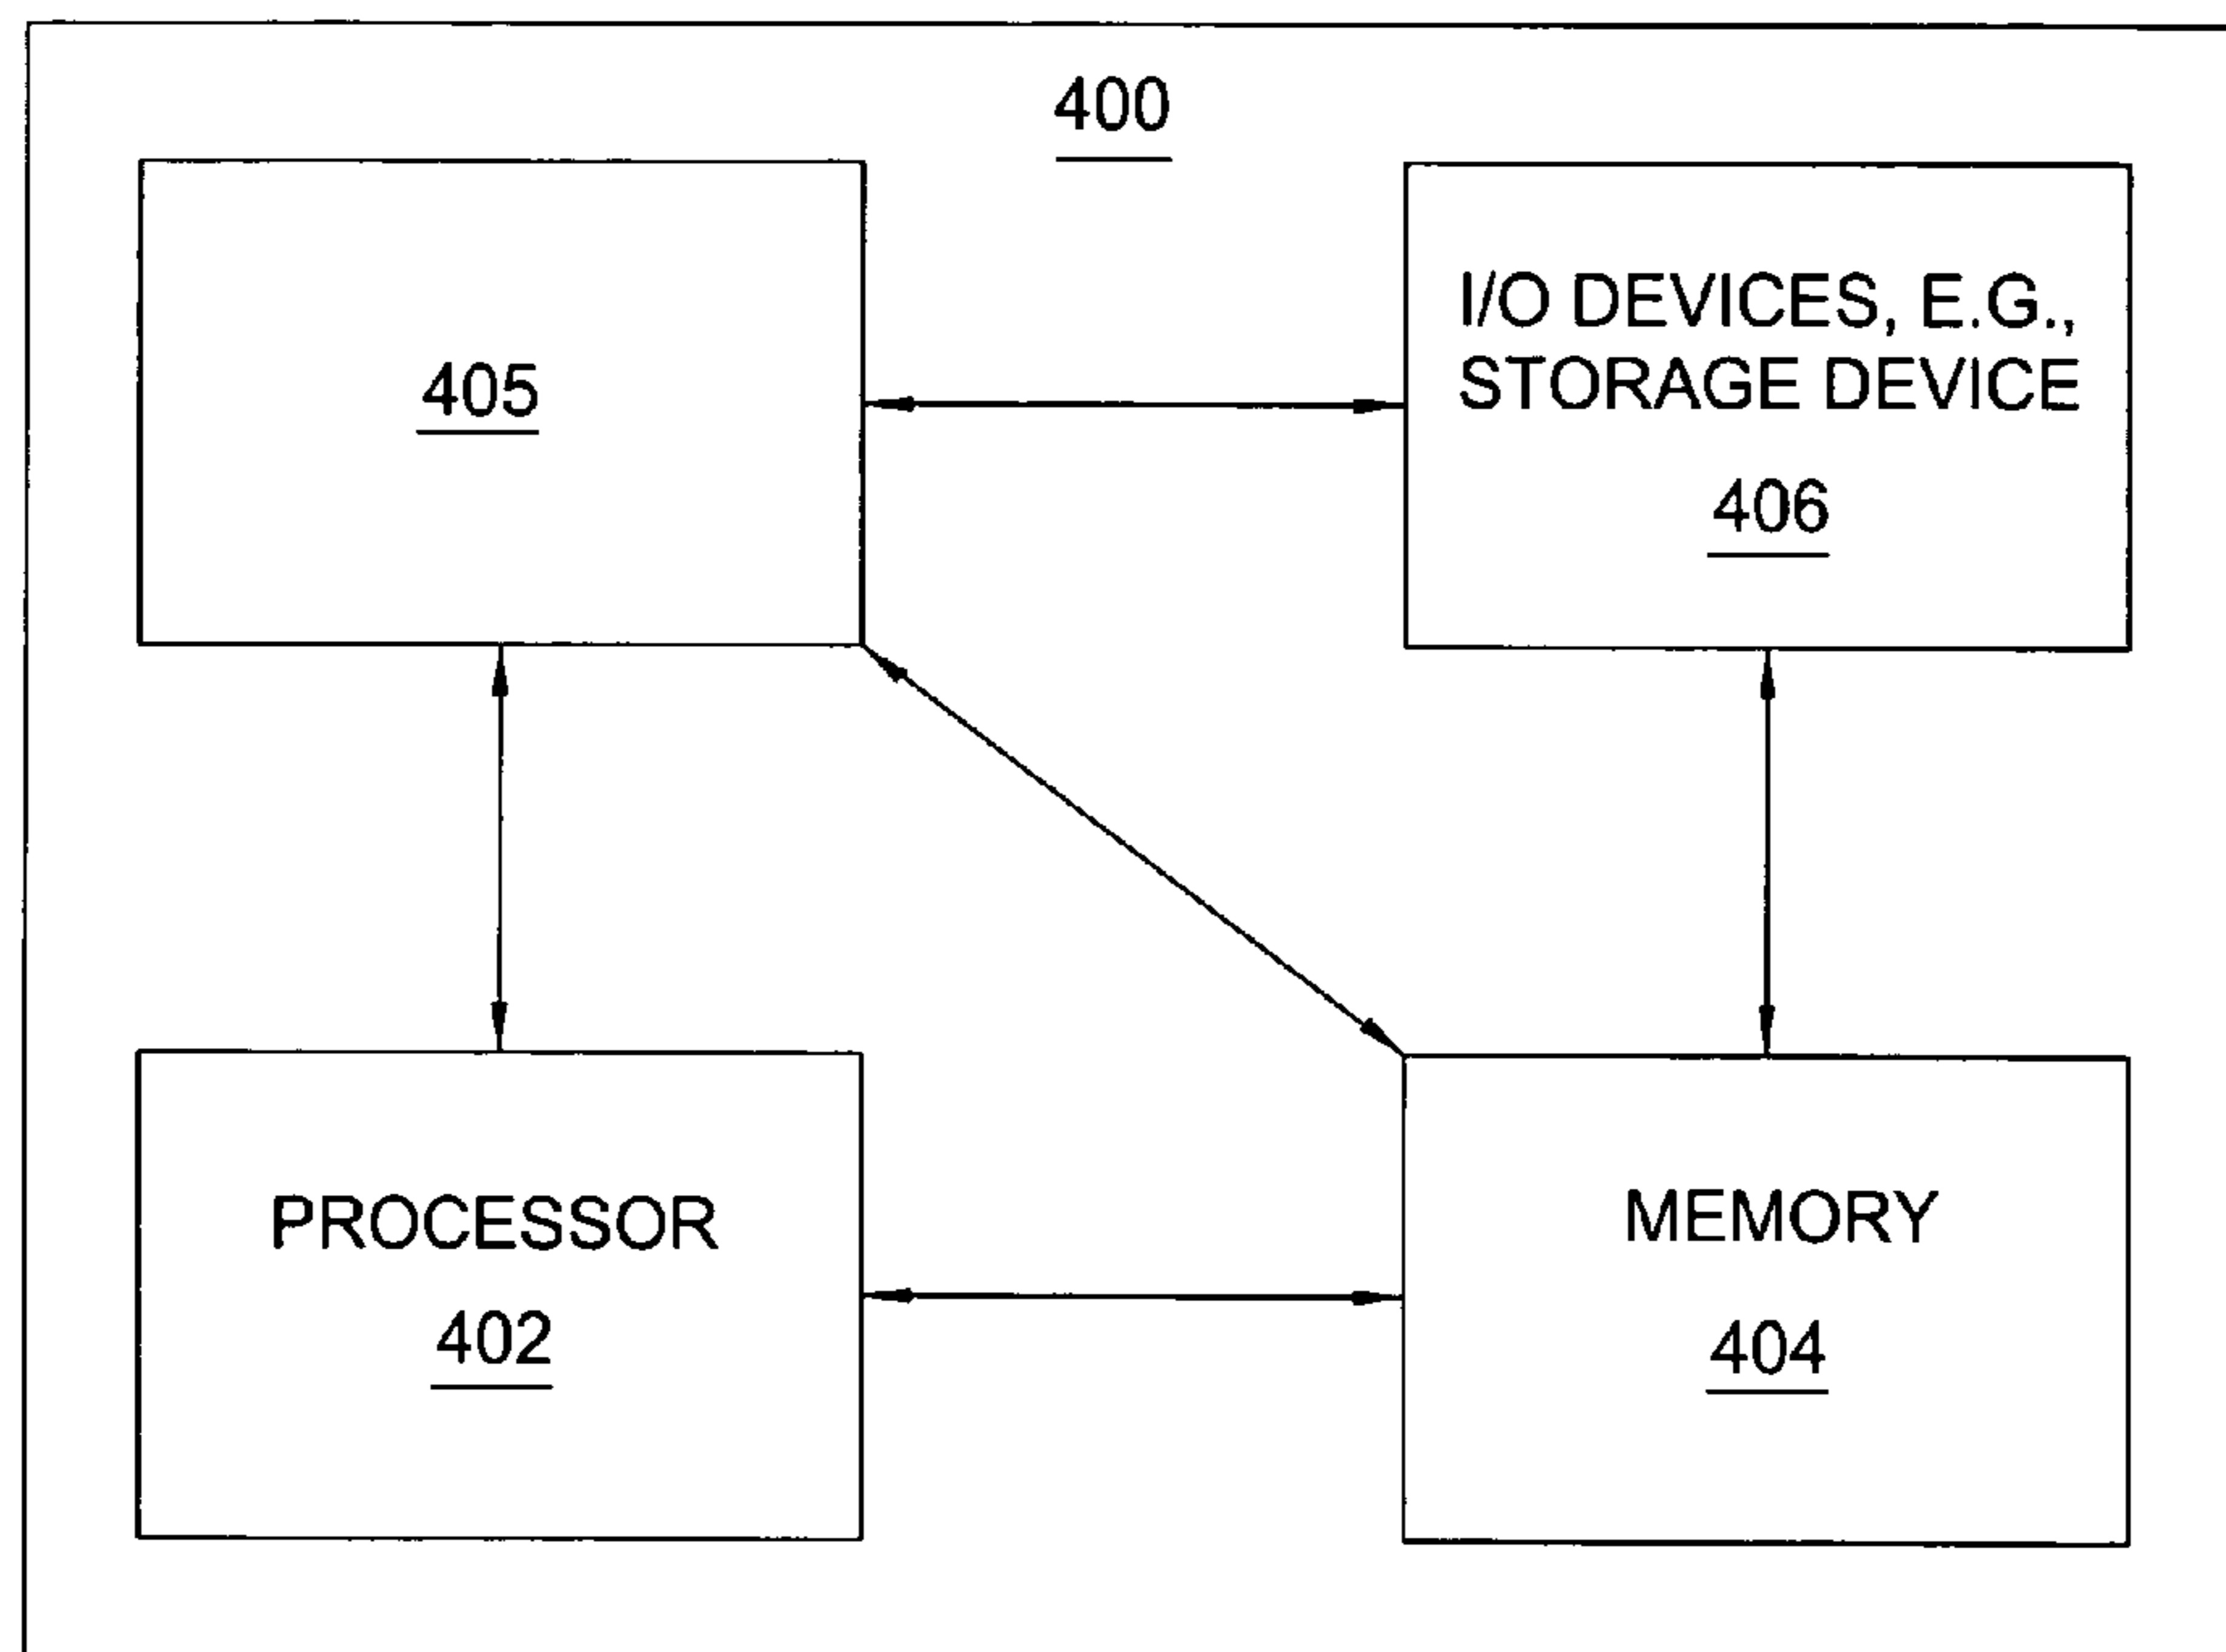 400
405
I/O DEVICES, E.G.,
STORAGE DEVICE
406
PROCESSOR
402
MEMORY
404